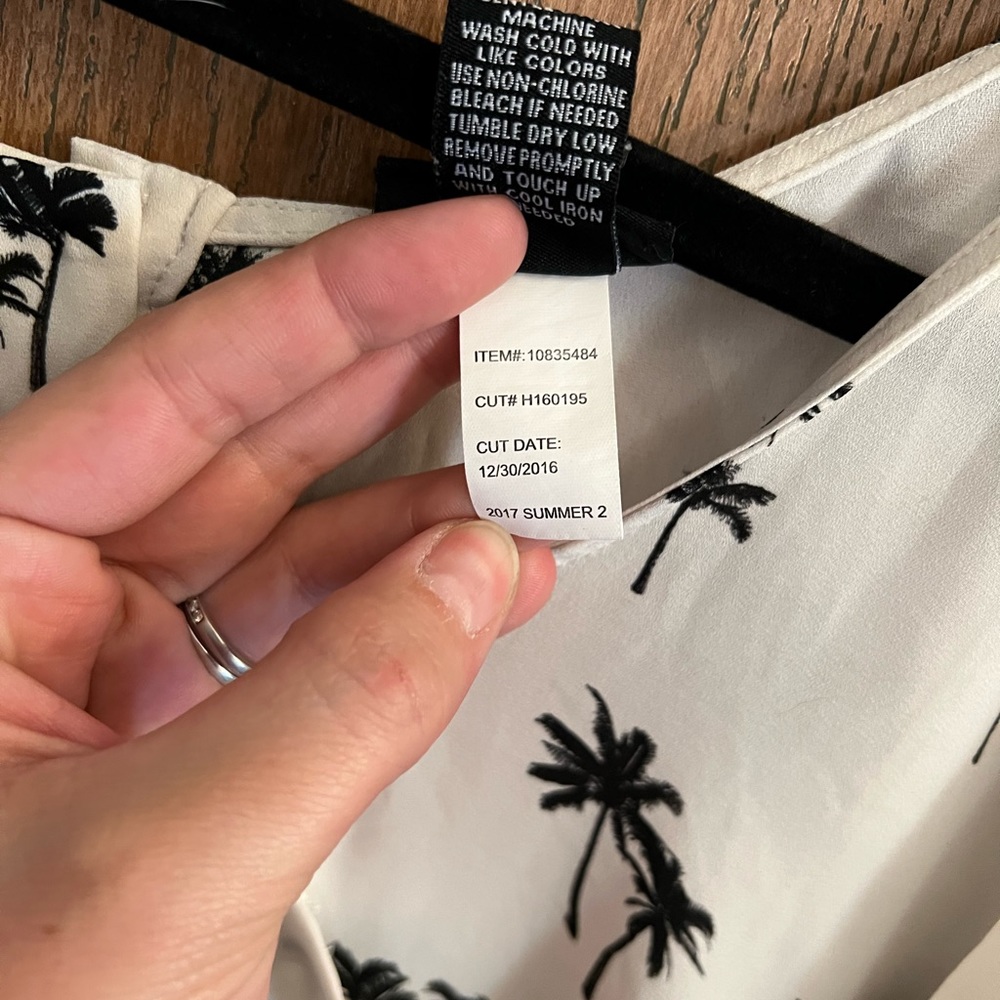 MACHINE
WASH COLD WITH
LIKE COLORS
USE NON-CHLORINE
BLEACH IF NEEDED
TUMBLE DRY LOW
REMOVE PROMPTLY
AND TOUCH UP
WITH COOL IRON
ITEM#:10835484
CUT# H160195
CUT DATE:
12/30/2016
2017 SUMMER 2